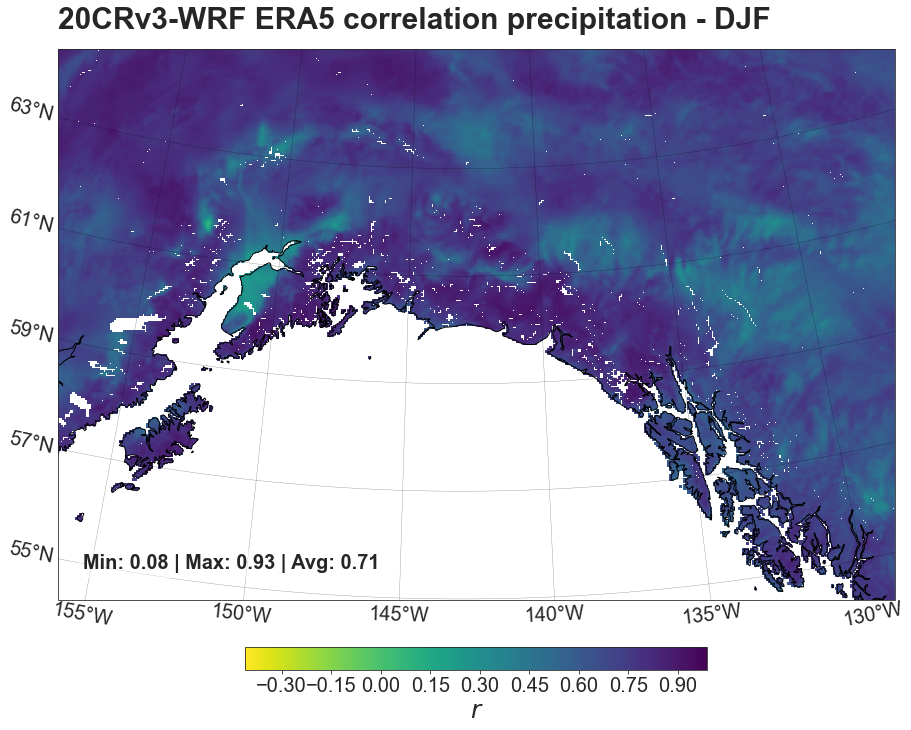 20CRv3-WRF ERA5 correlation precipitation - DJF
63°N
61°N
59°N
57°N
55°N
Min: 0.08 | Max: 0.93 | Avg: 0.71
155°W 150°W 145°W 140°W 135°W 130°W
−0.30 −0.15 0.00 0.15 0.30 0.45 0.60 0.75 0.90
r